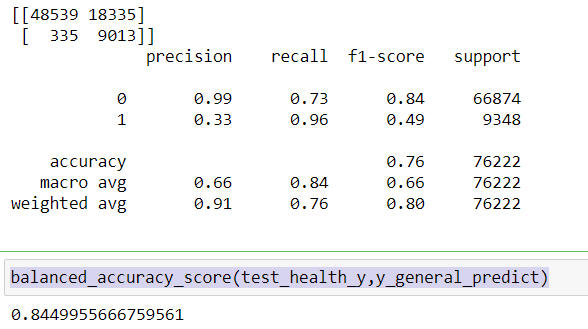 [[48539 18335]
[ 335 9013]]
precision recall f1-score support
0 0.99 0.73 0.84 66874
1 0.33 0.96 0.49 9348
accuracy 0.76 76222
macro avg 0.66 0.84 0.66 76222
weighted avg 0.91 0.76 0.80 76222
balanced_accuracy_score(test_health_y,y_general_predict)
0.8449955666759561